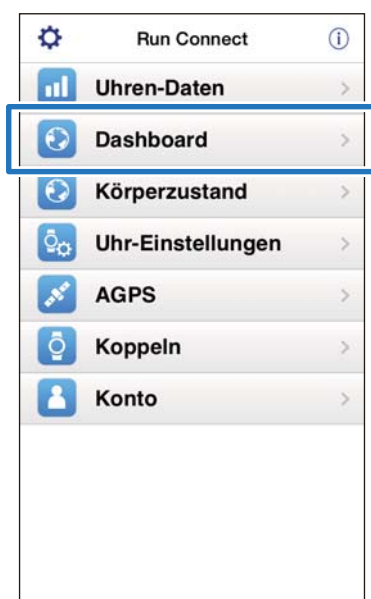 Run Connect
Uhren-Daten
Dashboard
Körperzustand
Uhr-Einstellungen
AGPS
Koppeln
Konto